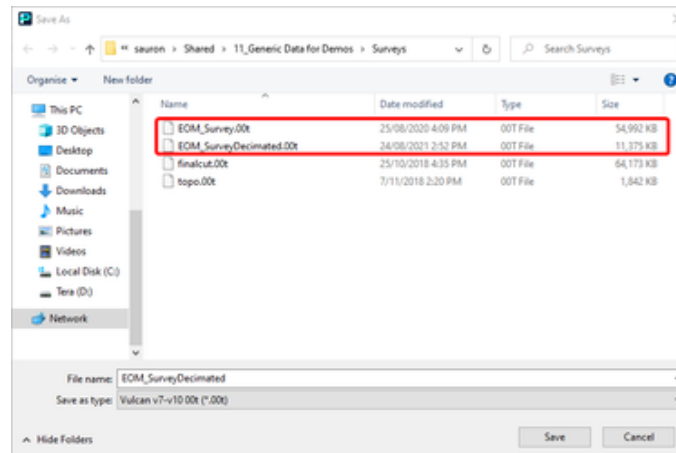 Save As
« sauron › Shared › 11_Generic Data for Demos › Surveys
Search Surveys
Organise
New folder
Name Date modified Type Size
This PC
3D Objects
Desktop
Documents
Downloads
Music
Pictures
Videos
Local Disk (C:)
Tera (D:)
Network
EOM_Survey.00t 25/08/2020 4:09 PM 00T File 54,992 KB
EOM_SurveyDecimated.00t 24/08/2021 2:52 PM 00T File 11,375 KB
finalcut.00t 25/10/2018 4:35 PM 00T File 64,173 KB
topo.00t 7/11/2018 2:20 PM 00T File 1,842 KB
File name: EOM_SurveyDecimated
Save as type: Vulcan v7-v10 00t (*.00t)
Hide Folders
Save
Cancel